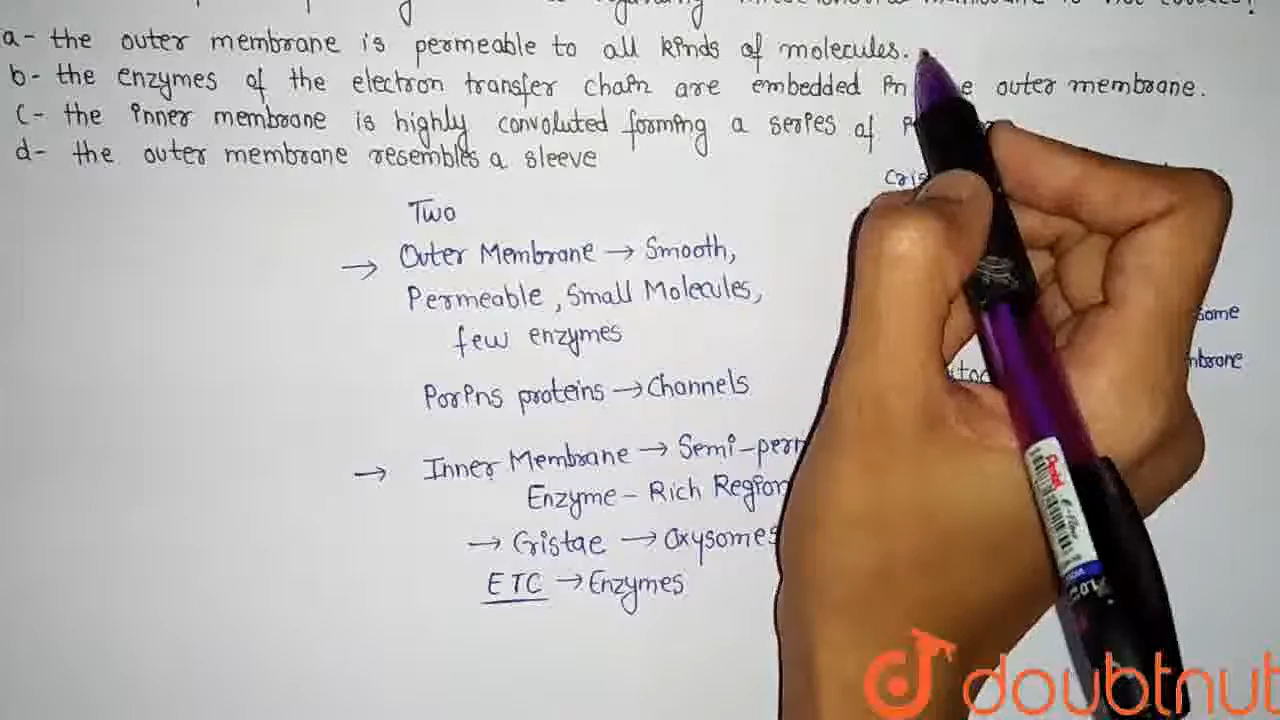 regarding
a- the outer membrane is permeable to all kinds of molecules.
b- the enzymes of the electron transfer chain are embedded in outer membrane.
c- the inner membrane is highly convoluted forming a series of
d- the outer membrane resembles a sleeve
Two
→ Outer Membrane → Smooth,
Permeable, Small Molecules,
few enzymes
Porins proteins → Channels
→ Inner Membrane → Semi-perm
Enzyme - Rich Region
→ Cristae → Oxysomes
ETC → Enzymes
doubtnut